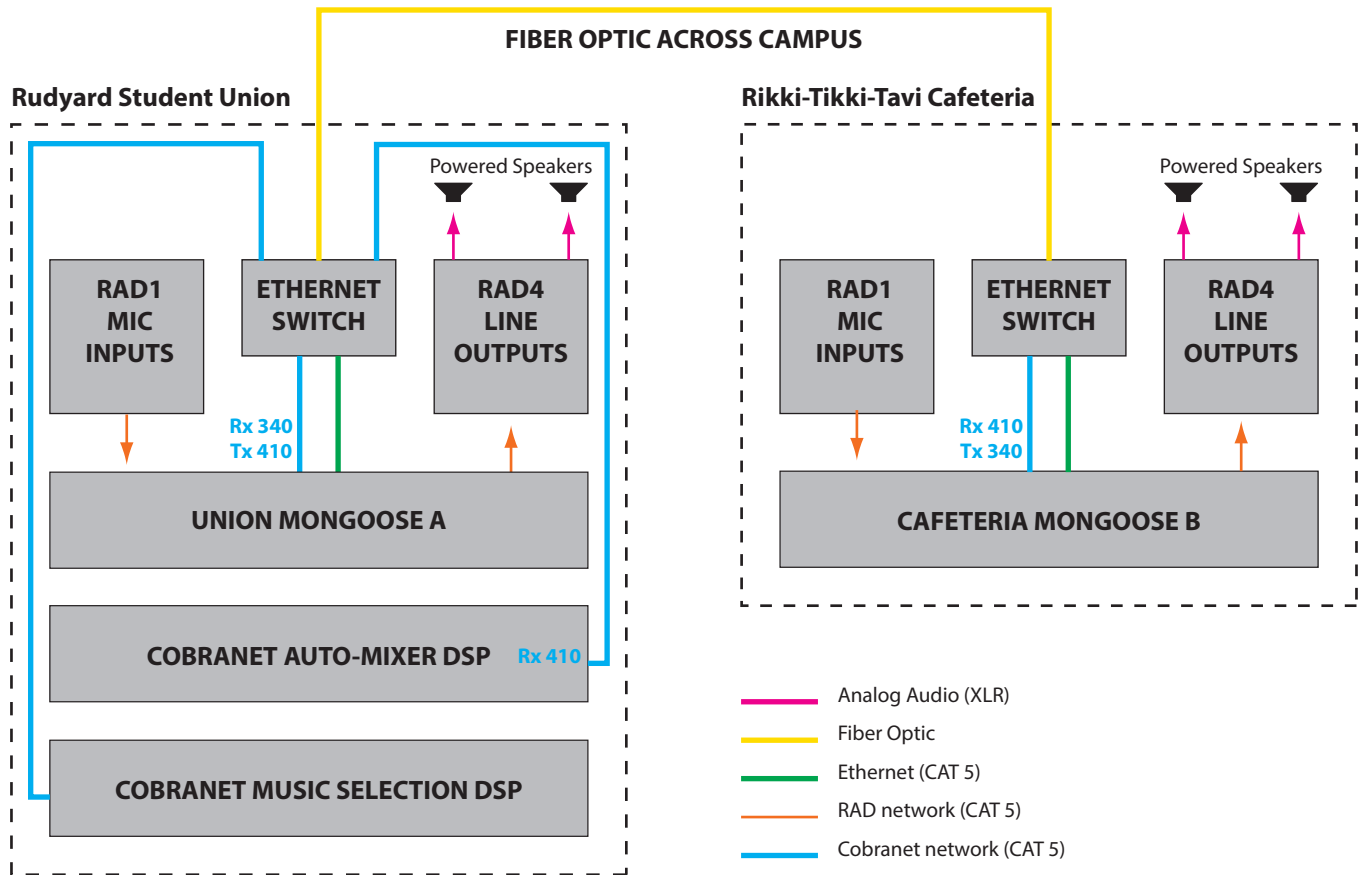 FIBER OPTIC ACROSS CAMPUS
Rudyard Student Union
Powered Speakers
RAD1
MIC
INPUTS
ETHERNET
SWITCH
RAD4
LINE
OUTPUTS
Rx 340
Tx 410
UNION MONGOOSE A
COBRANET AUTO-MIXER DSP
Rx 410
COBRANET MUSIC SELECTION DSP
Rikki-Tikki-Tavi Cafeteria
Powered Speakers
RAD1
MIC
INPUTS
ETHERNET
SWITCH
RAD4
LINE
OUTPUTS
Rx 410
Tx 340
CAFETERIA MONGOOSE B
Analog Audio (XLR)
Fiber Optic
Ethernet (CAT 5)
RAD network (CAT 5)
Cobranet network (CAT 5)